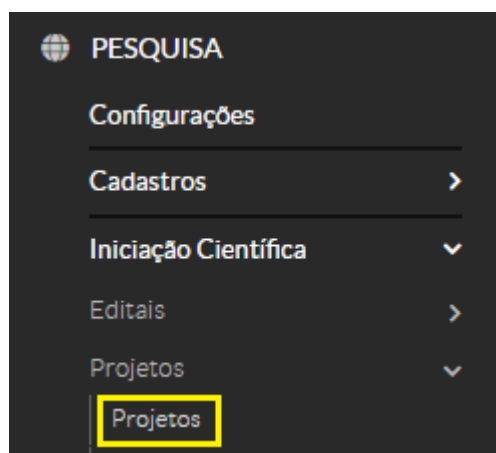 PESQUISA
Configurações
Cadastros
Iniciação Científica
Editais
Projetos
Projetos